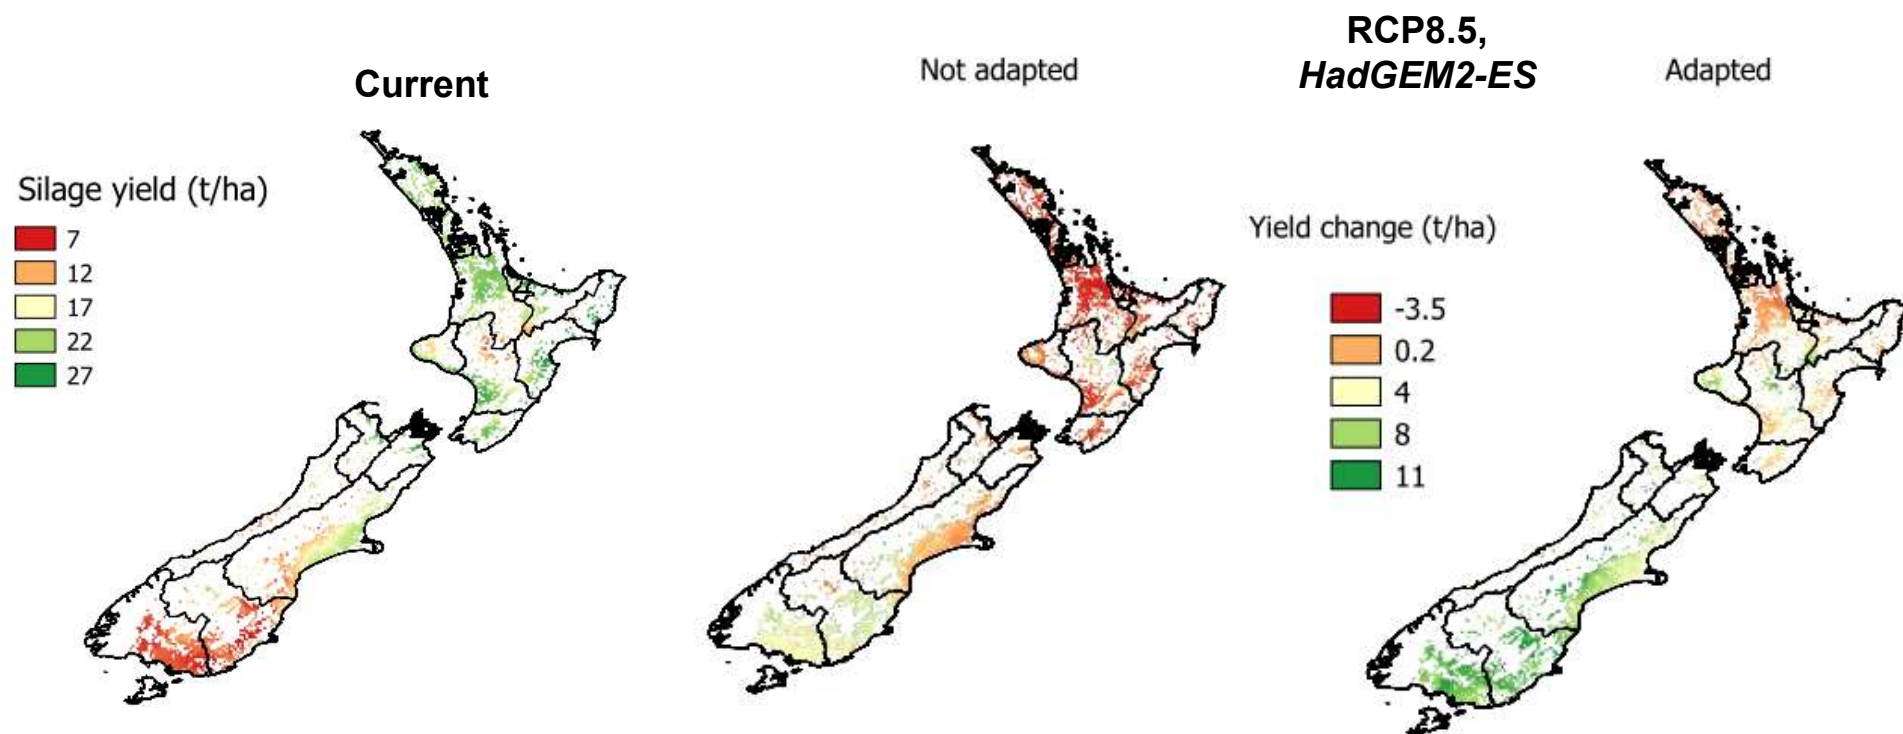 Current
Silage yield (t/ha)
7
12
17
22
27
Not adapted
RCP8.5,
HadGEM2-ES
Adapted
Yield change (t/ha)
-3.5
0.2
4
8
11